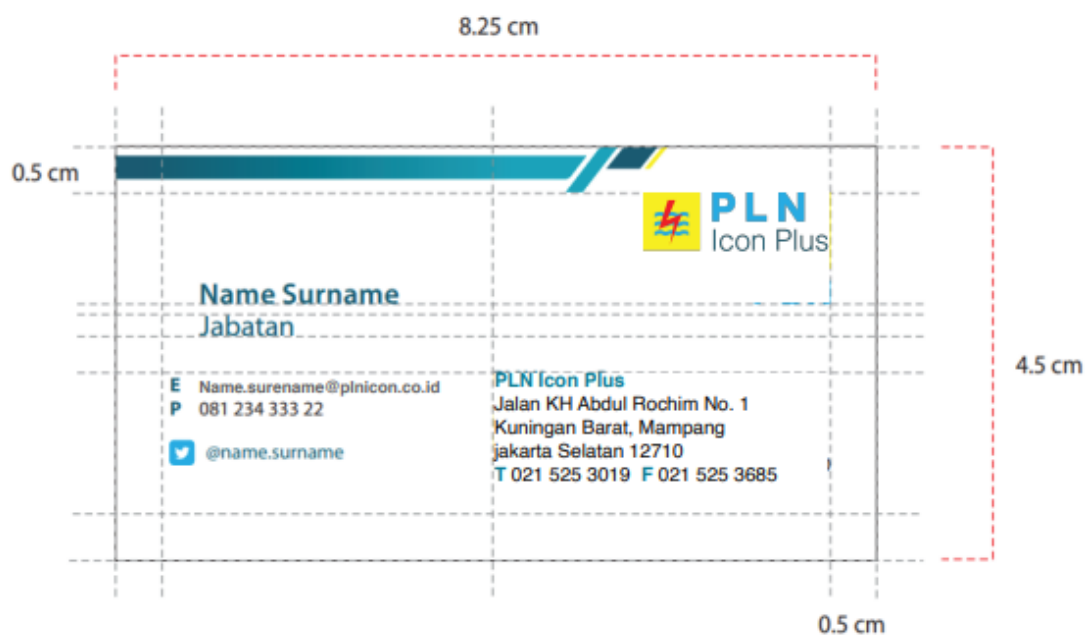 8.25 cm
0.5 cm
PLN
Icon Plus
Name Surname
Jabatan
E Name.surename@plnicon.co.id
P 081 234 333 22
@name.surname
PLN Icon Plus
Jalan KH Abdul Rochim No. 1
Kuningan Barat, Mampang
jakarta Selatan 12710
T 021 525 3019 F 021 525 3685
4.5 cm
0.5 cm